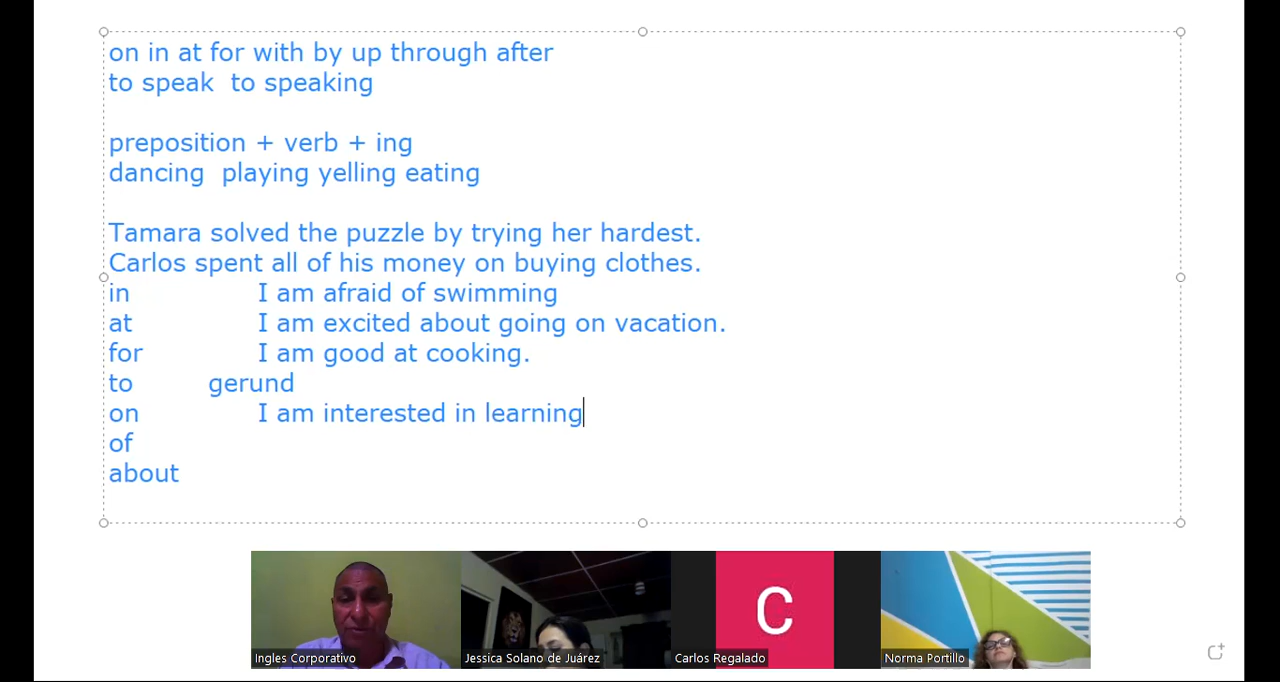 on in at for with by up through after
to speak  to speaking
preposition + verb + ing
dancing  playing yelling eating
Tamara solved the puzzle by trying her hardest.
Carlos spent all of his money on buying clothes.
in I am afraid of swimming
at I am excited about going on vacation.
for I am good at cooking.
to gerund
on I am interested in learning
of
about
C
Ingles Corporativo
Jessica Solano de Juárez
Carlos Regalado
Norma Portillo